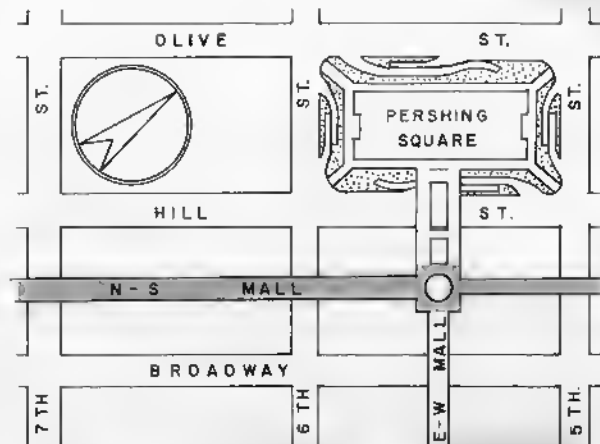 OLIVE ST.
ST.
ST.
ST.
PERSHING
SQUARE
HILL ST.
N-S MALL
E-W MALL
BROADWAY
7TH
6TH
5TH.